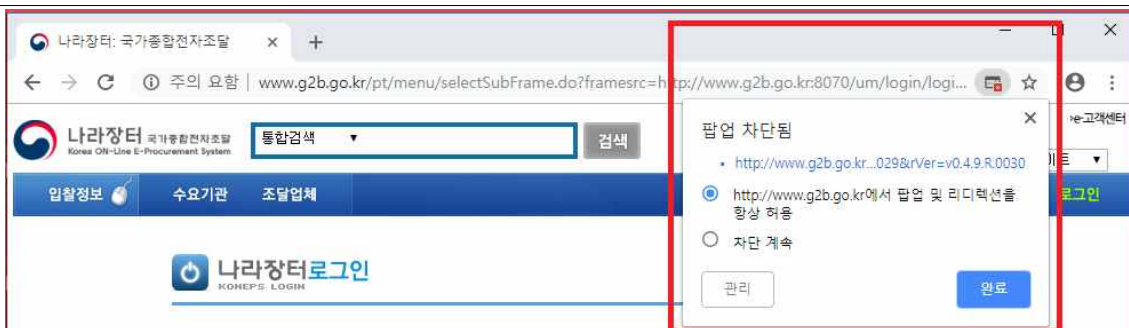 나라장터: 국가종합전자조달
주의 요함 | www.g2b.go.kr/pt/menu/selectSubFrame.do?framesrc=http://www.g2b.go.kr:8070/um/login/logi...
나라장터 국가종합전자조달
Korea ON-Line E-Procurement System
통합검색
검색
e-고객센터
입찰정보 수요기관 조달업체
로그인
나라장터로그인
KONEPS LOGIN
팝업 차단됨
http://www.g2b.go.kr...029&rVer=v0.4.9.R.0030
http://www.g2b.go.kr에서 팝업 및 리디렉션을
항상 허용
차단 계속
관리 완료